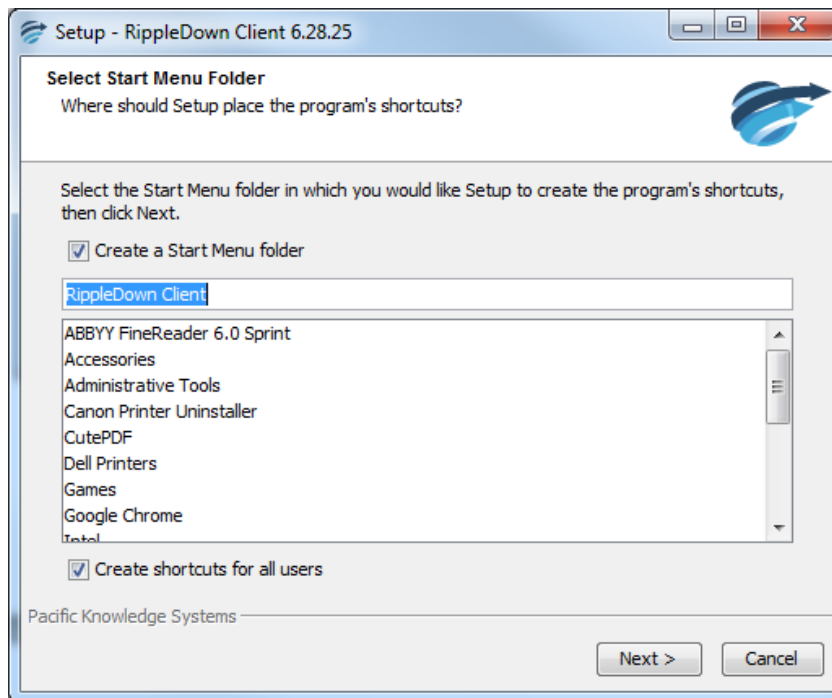 Setup - RippleDown Client 6.28.25
Select Start Menu Folder
Where should Setup place the program's shortcuts?
Select the Start Menu folder in which you would like Setup to create the program's shortcuts,
then click Next.
Create a Start Menu folder
RippleDown Client
ABBYY FineReader 6.0 Sprint
Accessories
Administrative Tools
Canon Printer Uninstaller
CutePDF
Dell Printers
Games
Google Chrome
Intel
Create shortcuts for all users
Pacific Knowledge Systems
Next >
Cancel